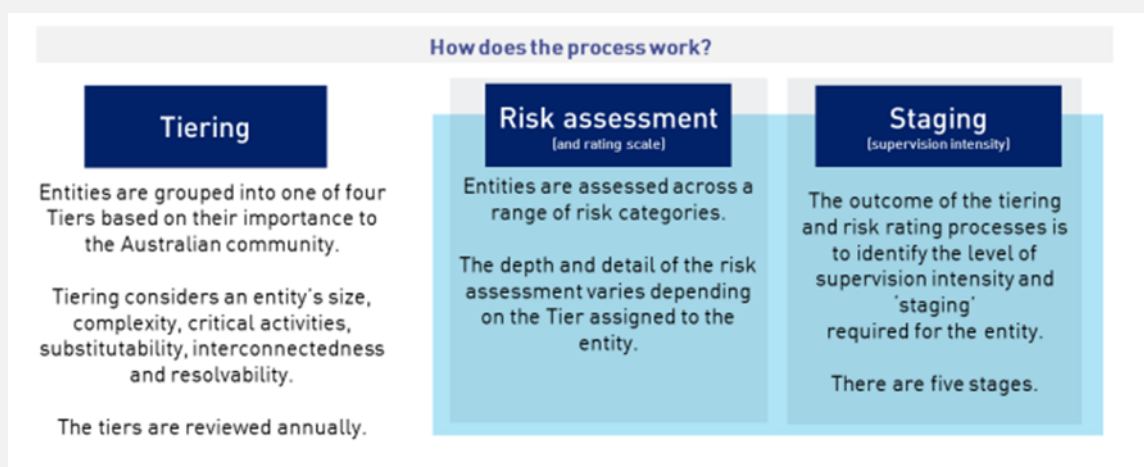 How does the process work?
Tiering
Entities are grouped into one of four
Tiers based on their importance to
the Australian community.
Tiering considers an entity's size,
complexity, critical activities,
substitutability, interconnectedness
and resolvability.
The tiers are reviewed annually.
Risk assessment
(and rating scale)
Entities are assessed across a
range of risk categories.
The depth and detail of the risk
assessment varies depending
on the Tier assigned to the
entity.
Staging
(supervision intensity)
The outcome of the tiering
and risk rating processes is
to identify the level of
supervision intensity and
'staging'
required for the entity.
There are five stages.